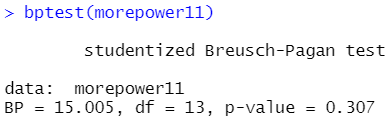 > bptest(morepower11)
studentized Breusch-Pagan test
data:  morepower11
BP = 15.005, df = 13, p-value = 0.307